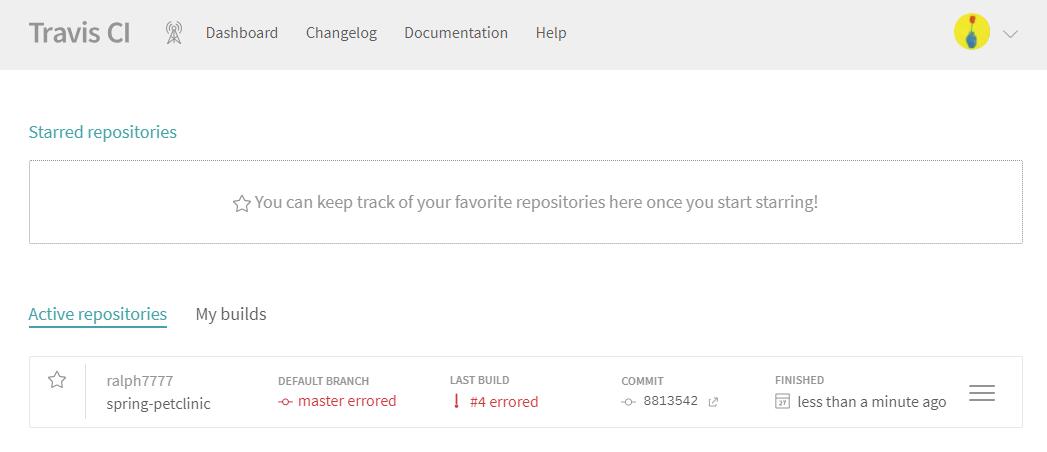 Travis CI Dashboard Changelog Documentation Help
Starred repositories
You can keep track of your favorite repositories here once you start starring!
Active repositories My builds
ralph7777 DEFAULT BRANCH LAST BUILD COMMIT FINISHED
spring-petclinic master errored #4 errored 8813542 27 less than a minute ago